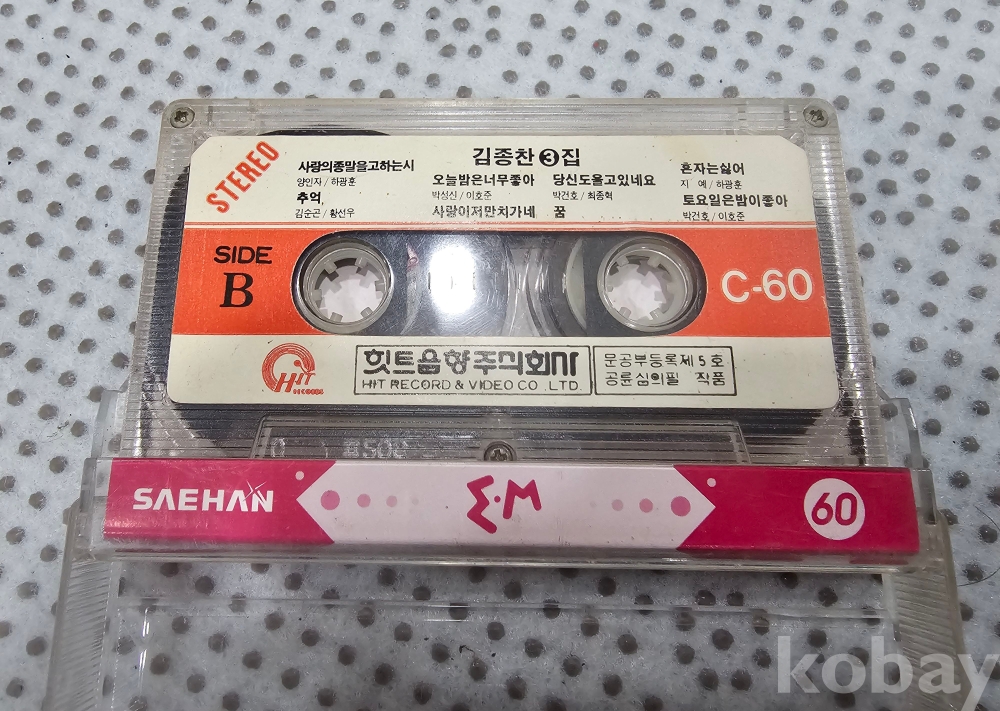 STEREO
김종찬 3집
사랑의종말을고하는시
양인자/하광훈
추억,
김순곤/황선우
오늘밤은너무좋아
박성신/이호준
사랑이저만치가네
당신도울고있네요
박건호/최종혁
꿈
혼자는싫어
지 예/하광훈
토요일은밤이좋아
박건호/이호준
SIDE
B
C-60
HIT
RECORDS
힛트음향주식회사
HIT RECORD & VIDEO CO., LTD.
문공부등록제5호
공륜심의필 작품
SAEHAN
60
kobay